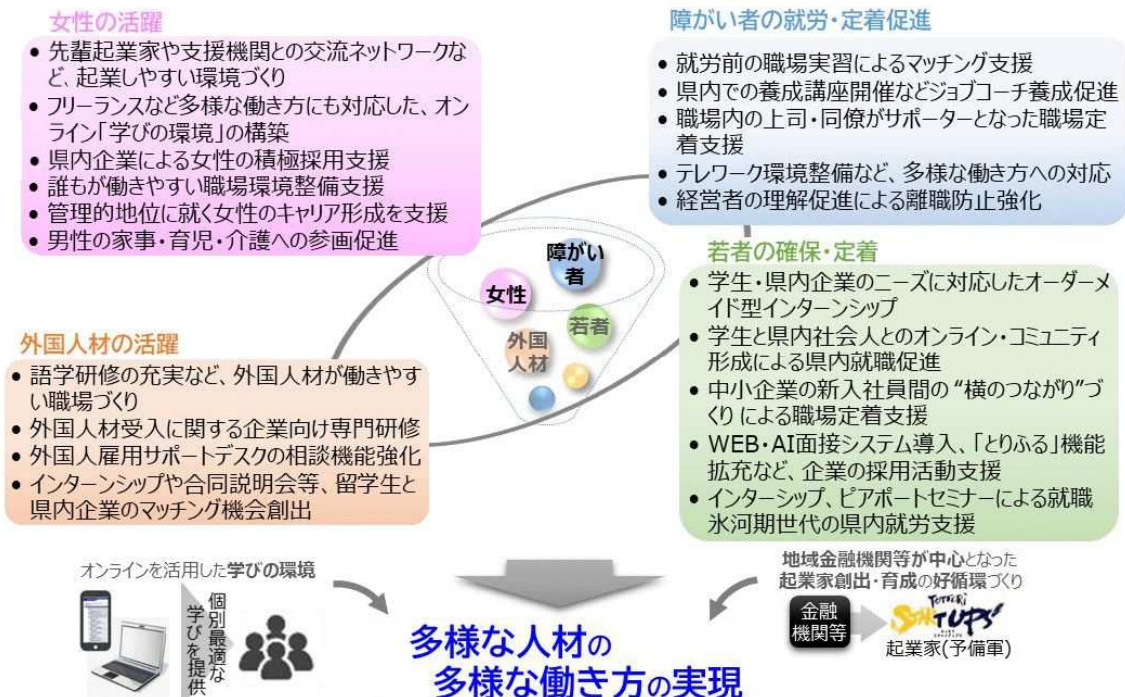 女性の活躍
• 先輩起業家や支援機関との交流ネットワークな
ど、起業しやすい環境づくり
• フリーランスなど多様な働き方にも対応した、オン
ライン「学びの環境」の構築
• 県内企業による女性の積極採用支援
• 誰もが働きやすい職場環境整備支援
• 管理的地位に就く女性のキャリア形成を支援
• 男性の家事・育児・介護への参画促進
障がい者の就労・定着促進
• 就労前の職場実習によるマッチング支援
• 県内での養成講座開催などジョブコーチ養成促進
• 職場内の上司・同僚がサポーターとなった職場定
着支援
• テレワーク環境整備など、多様な働き方への対応
• 経営者の理解促進による離職防止強化
障がい
者
女性
若者
外国
人材
外国人材の活躍
• 語学研修の充実など、外国人材が働きやす
い職場づくり
• 外国人材受入に関する企業向け専門研修
• 外国人雇用サポートデスクの相談機能強化
• インターンシップや合同説明会等、留学生と
県内企業のマッチング機会創出
若者の確保・定着
• 学生・県内企業のニーズに対応したオーダーメ
イド型インターンシップ
• 学生と県内社会人とのオンライン・コミュニティ
形成による県内就職促進
• 中小企業の新入社員間の“横のつながり”づ
くりによる職場定着支援
• WEB・AI面接システム導入、「とりふる」機能
拡充など、企業の採用活動支援
• インターシップ、ピアポートセミナーによる就職
氷河期世代の県内就労支援
オンラインを活用した学びの環境
個別最適な
学びを提供
多様な人材の
多様な働き方の実現
地域金融機関等が中心となった
起業家創出・育成の好循環づくり
金融
機関等
TOTTORI
STARTUPS
起業家(予備軍)